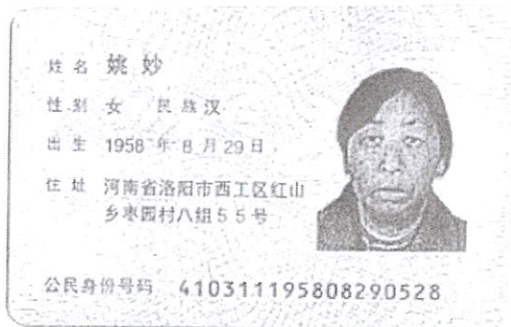 姓名 姚妙
性别 女 民族 汉
出生 1958 年 8 月 29 日
住址 河南省洛阳市西工区红山
乡枣园村八组55号
公民身份号码 410311195808290528